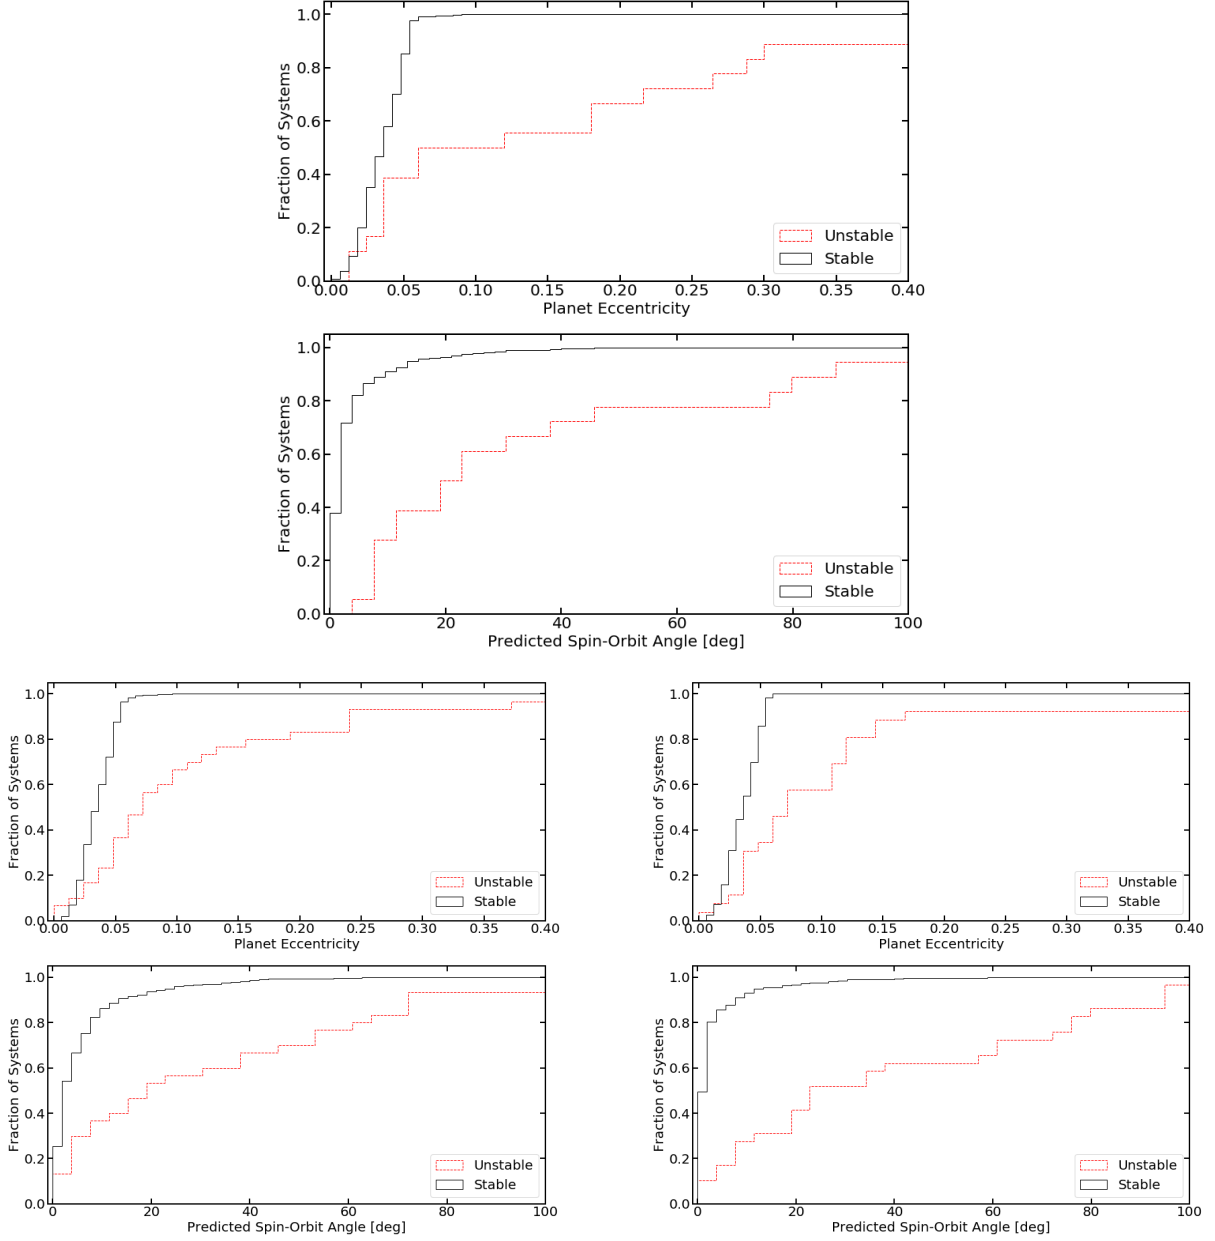 1.0
0.8
0.6
0.4
0.2
0.0
Fraction of Systems
Unstable
Stable
0.00 0.05 0.10 0.15 0.20 0.25 0.30 0.35 0.40
Planet Eccentricity
1.0
0.8
0.6
0.4
0.2
0.0
Fraction of Systems
Unstable
Stable
0 20 40 60 80 100
Predicted Spin-Orbit Angle [deg]
1.0
0.8
0.6
0.4
0.2
0.0
Fraction of Systems
Unstable
Stable
0.00 0.05 0.10 0.15 0.20 0.25 0.30 0.35 0.40
Planet Eccentricity
1.0
0.8
0.6
0.4
0.2
0.0
Fraction of Systems
Unstable
Stable
0.00 0.05 0.10 0.15 0.20 0.25 0.30 0.35 0.40
Planet Eccentricity
1.0
0.8
0.6
0.4
0.2
0.0
Fraction of Systems
Unstable
Stable
0 20 40 60 80 100
Predicted Spin-Orbit Angle [deg]
1.0
0.8
0.6
0.4
0.2
0.0
Fraction of Systems
Unstable
Stable
0 20 40 60 80 100
Predicted Spin-Orbit Angle [deg]